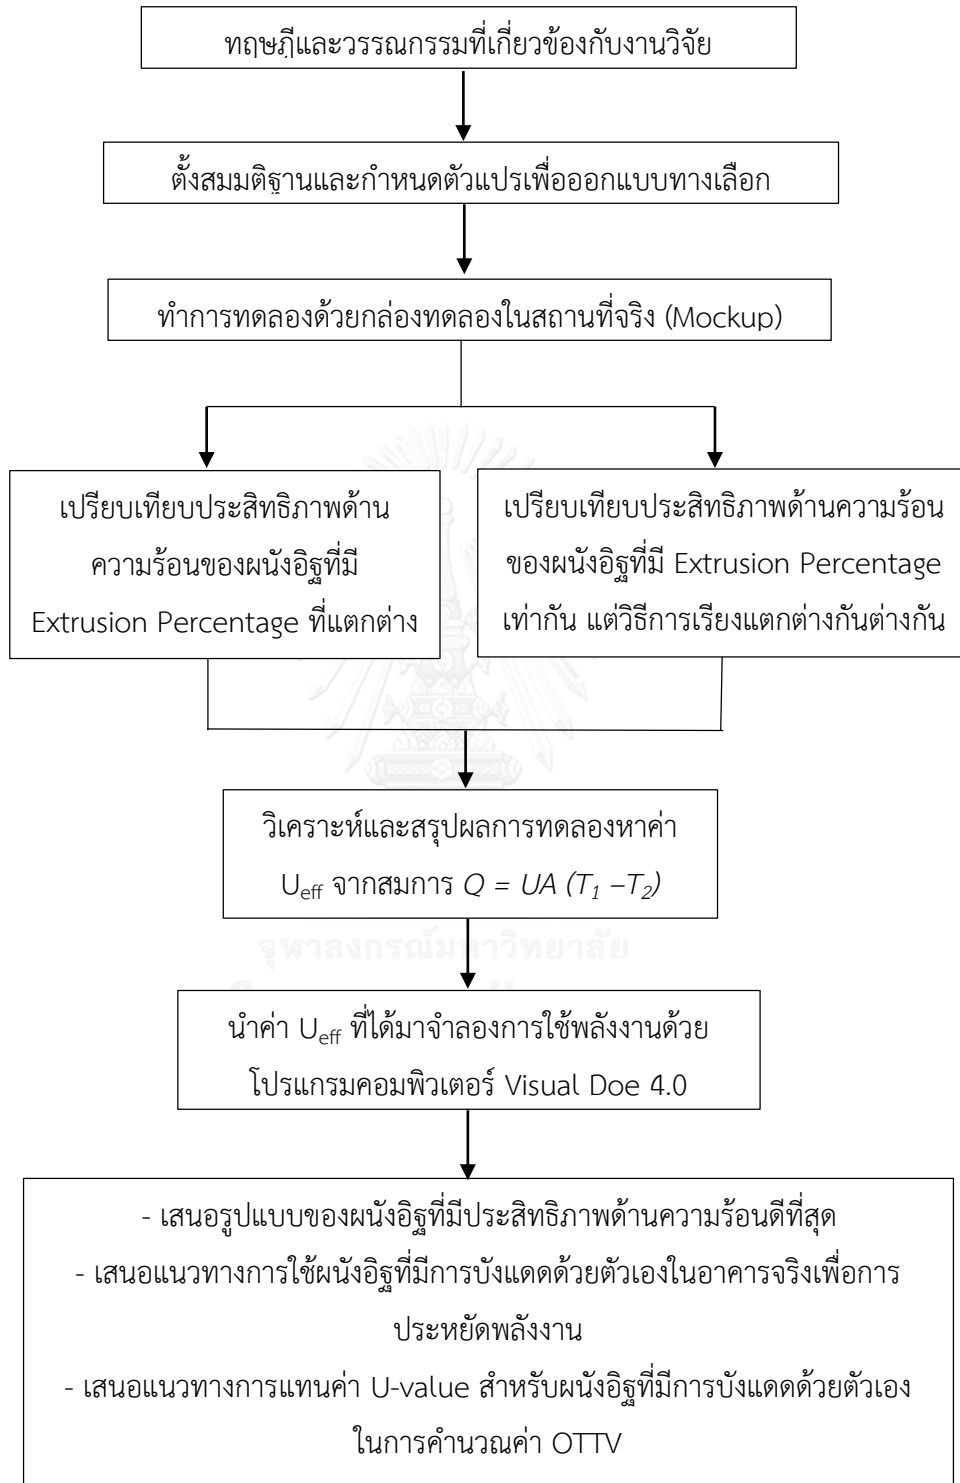 ทฤษฎีและวรรณกรรมที่เกี่ยวข้องกับงานวิจัย
ตั้งสมมติฐานและกำหนดตัวแปรเพื่อออกแบบทางเลือก
ทำการทดลองด้วยกล่องทดลองในสถานที่จริง (Mockup)
เปรียบเทียบประสิทธิภาพด้าน
ความร้อนของผนังอิฐที่มี
Extrusion Percentage ที่แตกต่าง
เปรียบเทียบประสิทธิภาพด้านความร้อน
ของผนังอิฐที่มี Extrusion Percentage
เท่ากัน แต่วิธีการเรียงแตกต่างกันต่างกัน
วิเคราะห์และสรุปผลการทดลองหาค่า
U_eff จากสมการ Q = UA (T_1 –T_2)
จุฬาลงกรณ์มหาวิทยาลัย
นำค่า U_eff ที่ได้มาจำลองการใช้พลังงานด้วย
โปรแกรมคอมพิวเตอร์ Visual Doe 4.0
- เสนอรูปแบบของผนังอิฐที่มีประสิทธิภาพด้านความร้อนดีที่สุด
- เสนอแนวทางการใช้ผนังอิฐที่มีการบังแดดด้วยตัวเองในอาคารจริงเพื่อการ
ประหยัดพลังงาน
- เสนอแนวทางการแทนค่า U-value สำหรับผนังอิฐที่มีการบังแดดด้วยตัวเอง
ในการคำนวณค่า OTTV